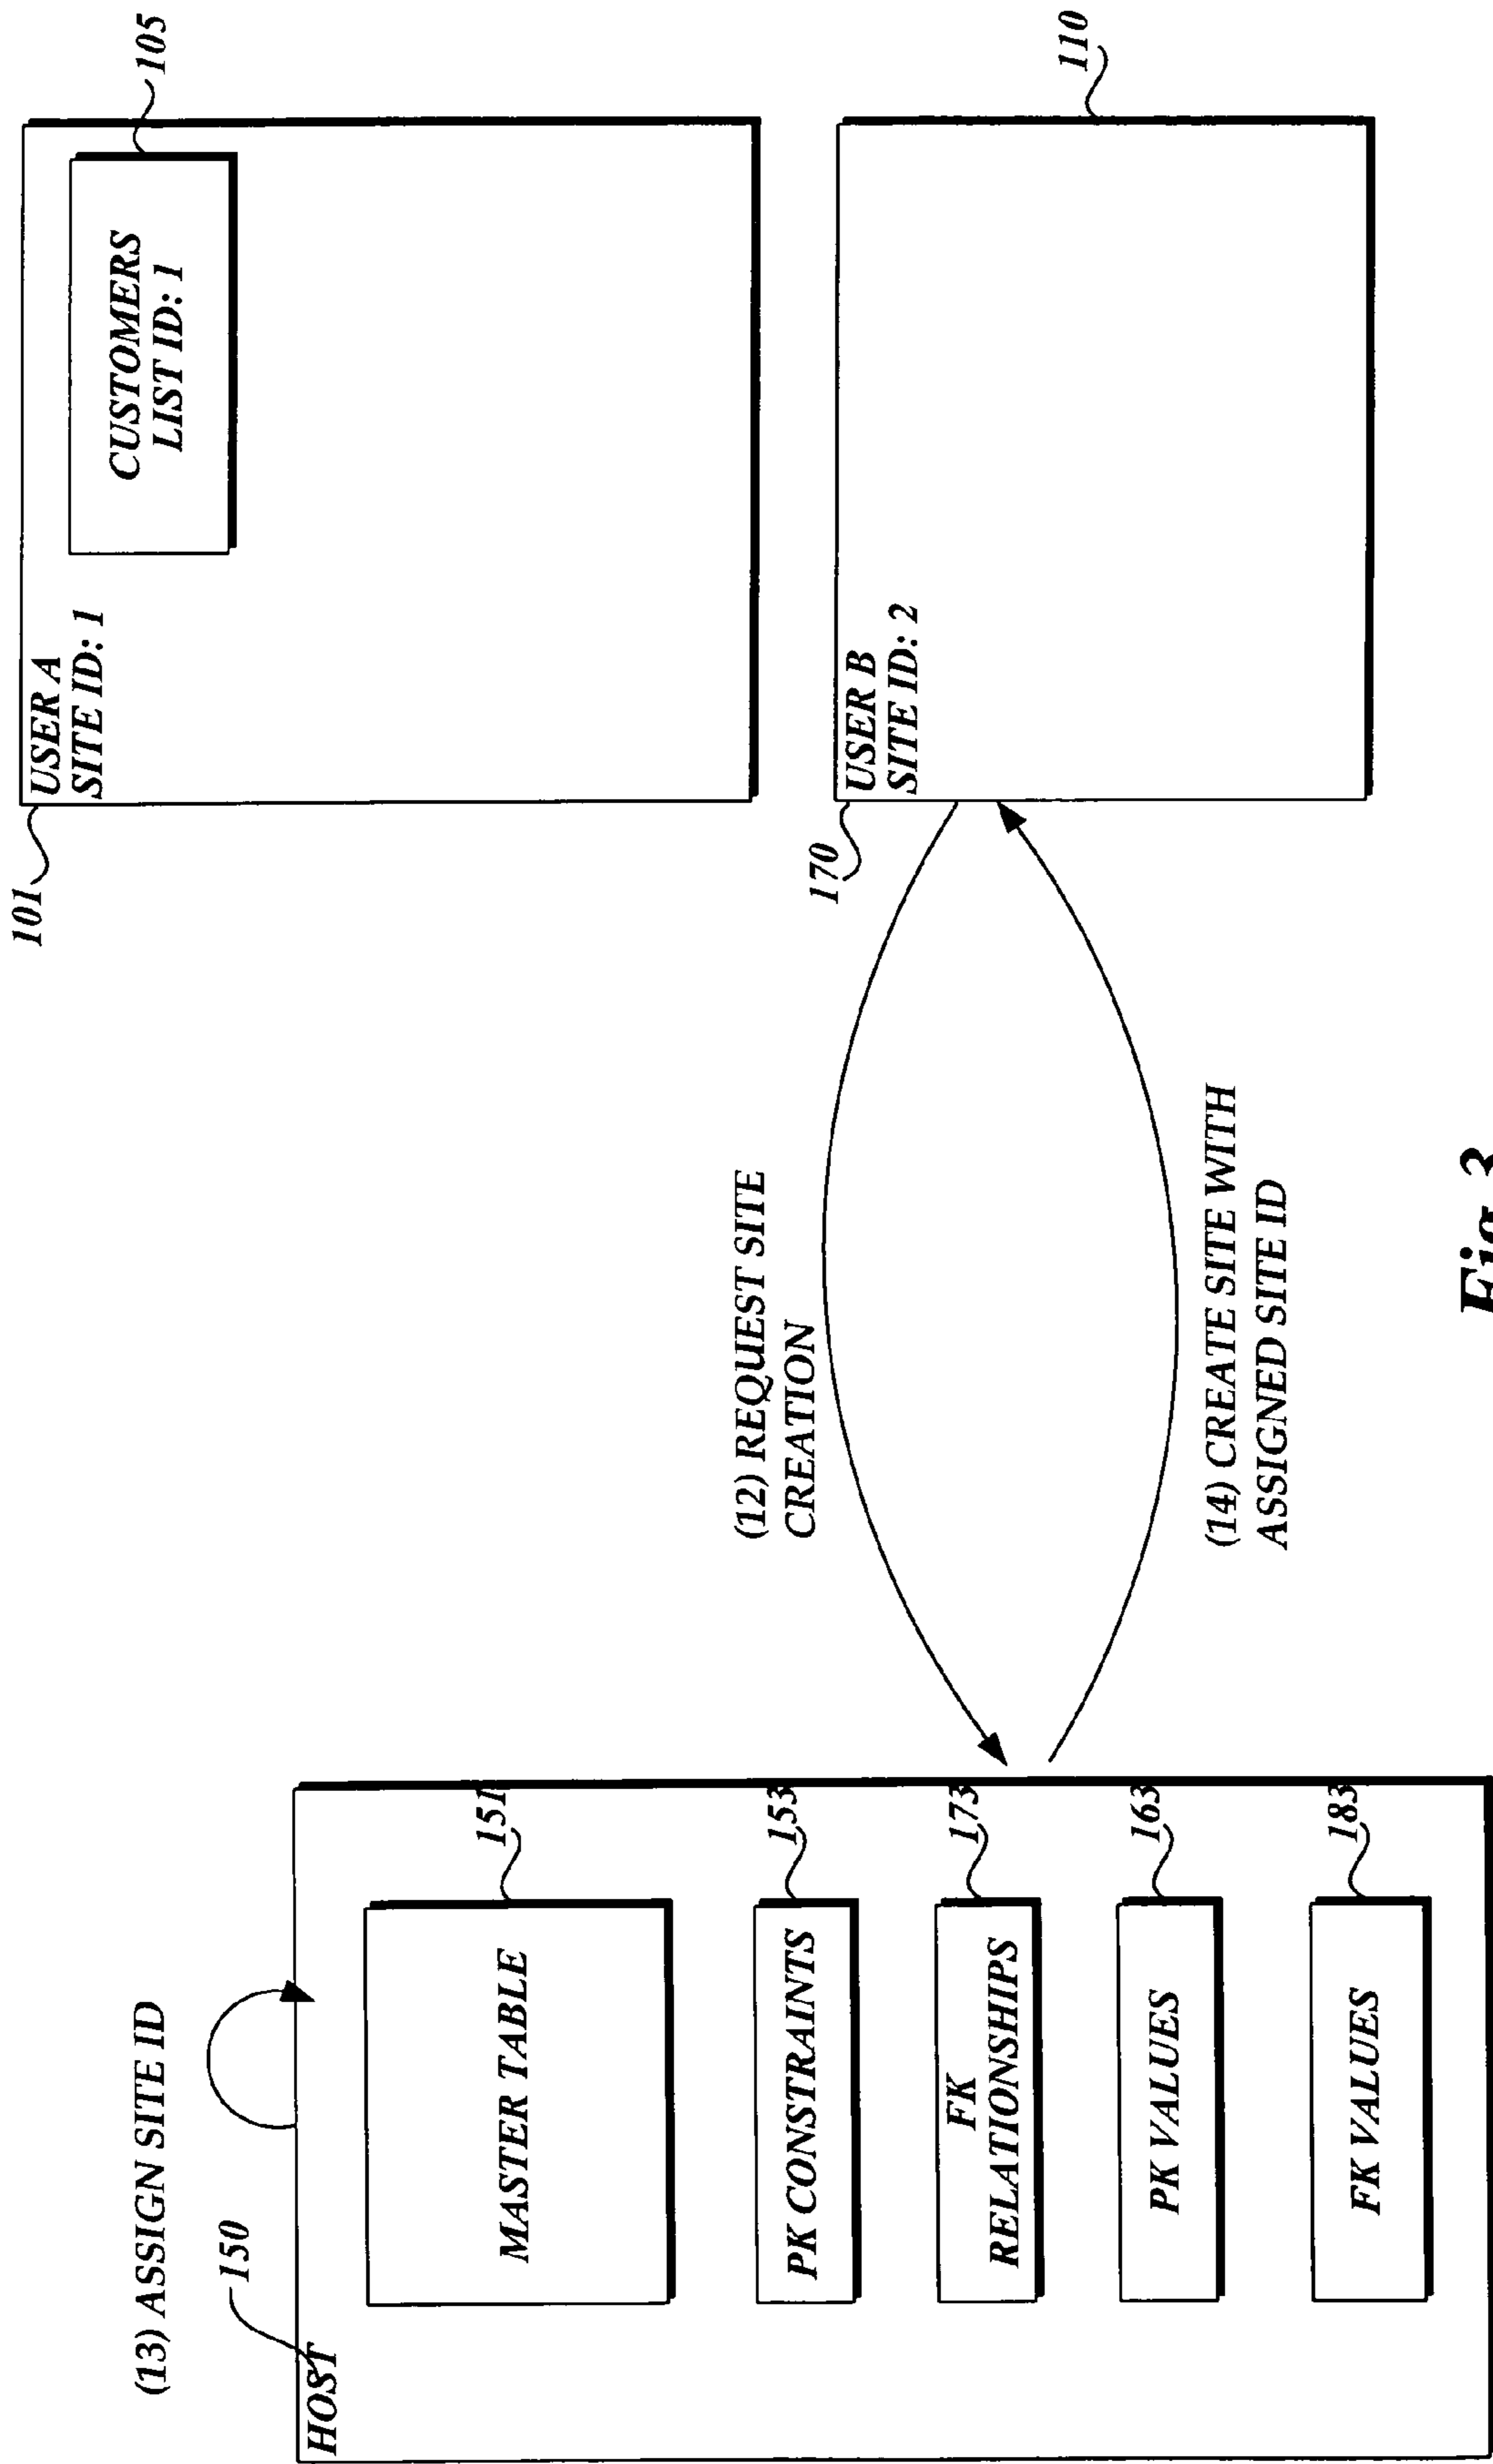 (13) ASSIGN SITE ID
150
HOST
MASTER TABLE
151
PK CONSTRAINTS
153
FK
RELATIONSHIPS
173
PK VALUES
163
FK VALUES
183
(12) REQUEST SITE
CREATION
(14) CREATE SITE WITH
ASSIGNED SITE ID
101
USER A
SITE ID: 1
CUSTOMERS
LIST ID: 1
105
170
USER B
SITE ID: 2
110
Fig. 3